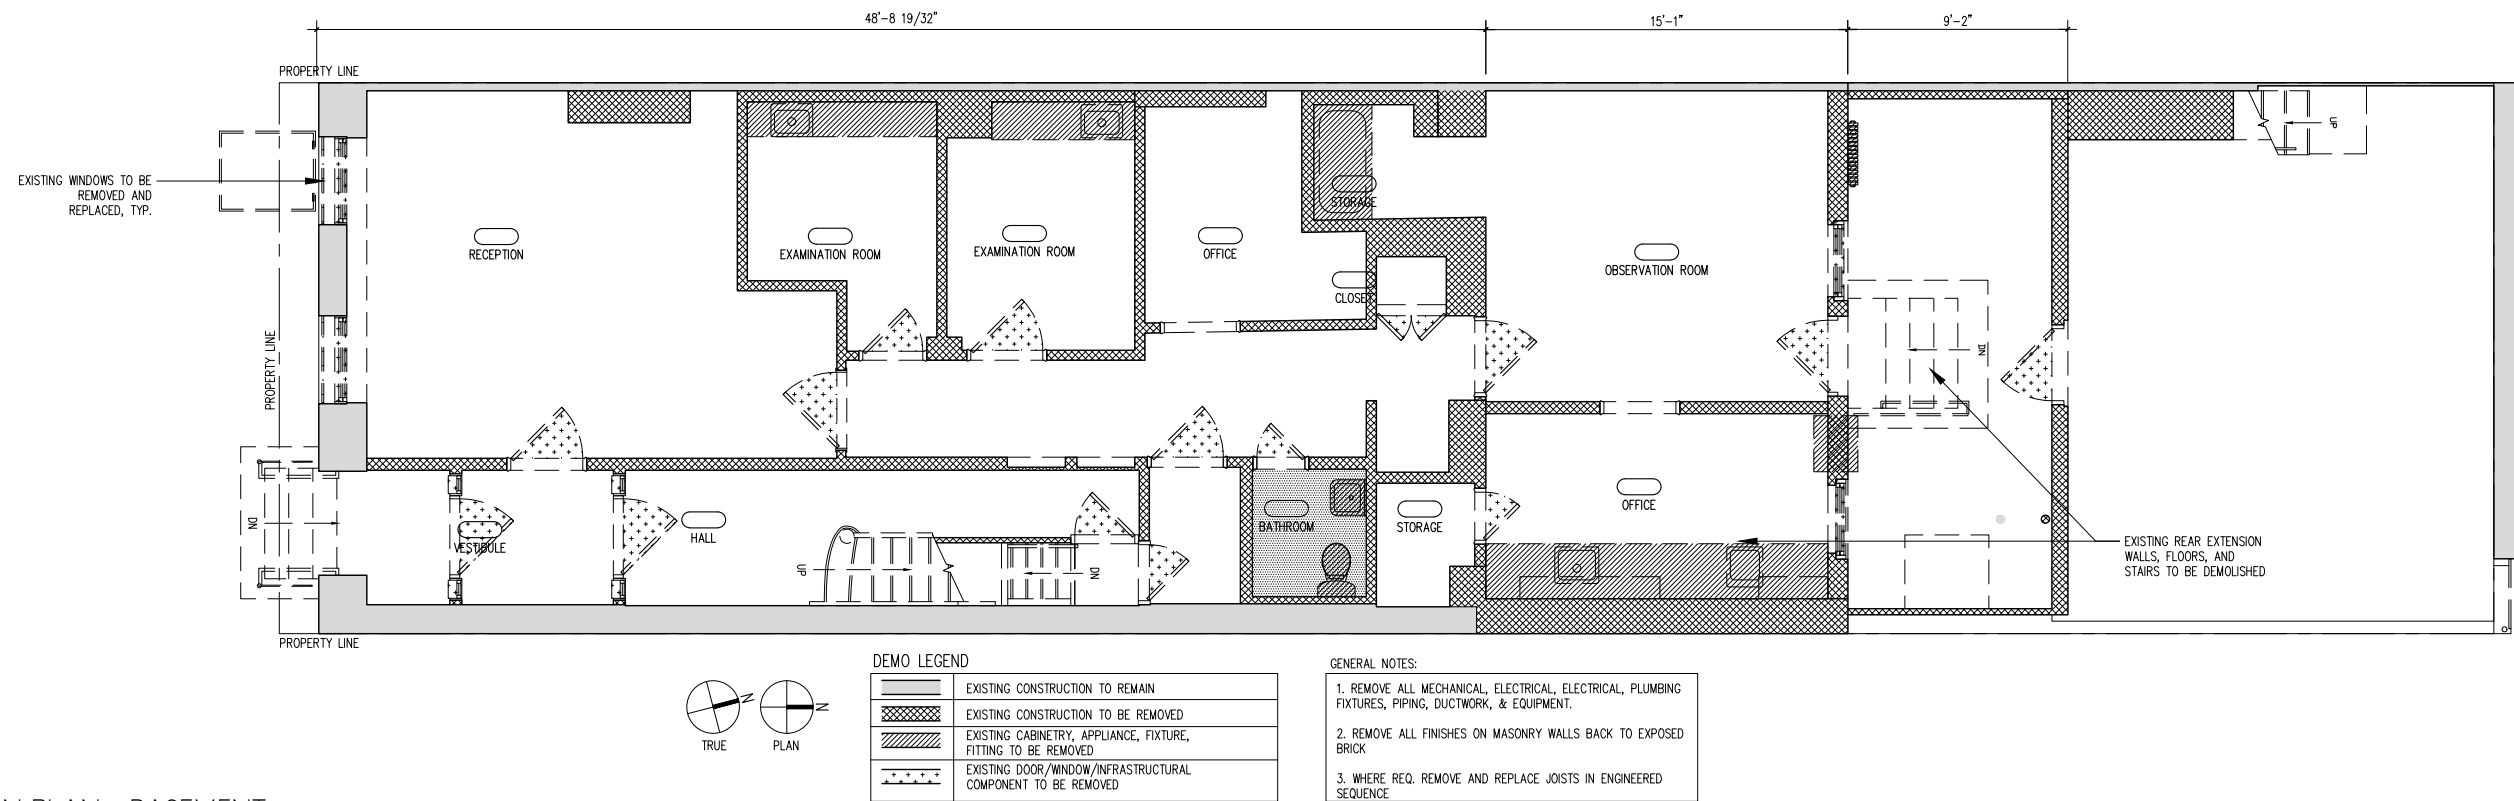 48'-8 19/32"
15'-1"
9'-2"
PROPERTY LINE
UP
EXISTING WINDOWS TO BE
REMOVED AND
REPLACED, TYP.
STORAGE
RECEPTION
EXAMINATION ROOM
EXAMINATION ROOM
OFFICE
OBSERVATION ROOM
CLOSET
PROPERTY LINE
DN
DN
VESTIBULE
HALL
BATHROOM
STORAGE
OFFICE
UP
DN
EXISTING REAR EXTENSION
WALLS, FLOORS, AND
STAIRS TO BE DEMOLISHED
PROPERTY LINE
N
N
TRUE
PLAN
DEMO LEGEND
EXISTING CONSTRUCTION TO REMAIN
EXISTING CONSTRUCTION TO BE REMOVED
EXISTING CABINETRY, APPLIANCE, FIXTURE,
FITTING TO BE REMOVED
EXISTING DOOR/WINDOW/INFRASTRUCTURAL
COMPONENT TO BE REMOVED
GENERAL NOTES:
1. REMOVE ALL MECHANICAL, ELECTRICAL, ELECTRICAL, PLUMBING
FIXTURES, PIPING, DUCTWORK, & EQUIPMENT.
2. REMOVE ALL FINISHES ON MASONRY WALLS BACK TO EXPOSED
BRICK
3. WHERE REQ. REMOVE AND REPLACE JOISTS IN ENGINEERED
SEQUENCE